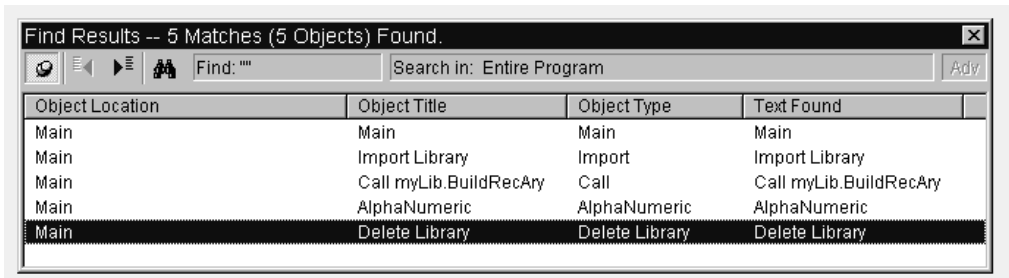 Find Results -- 5 Matches (5 Objects) Found.
Find: "" Search in: Entire Program Adv
Object Location Object Title Object Type Text Found
Main Main Main Main
Main Import Library Import Import Library
Main Call myLib.BuildRecAry Call Call myLib.BuildRecAry
Main AlphaNumeric AlphaNumeric AlphaNumeric
Main Delete Library Delete Library Delete Library